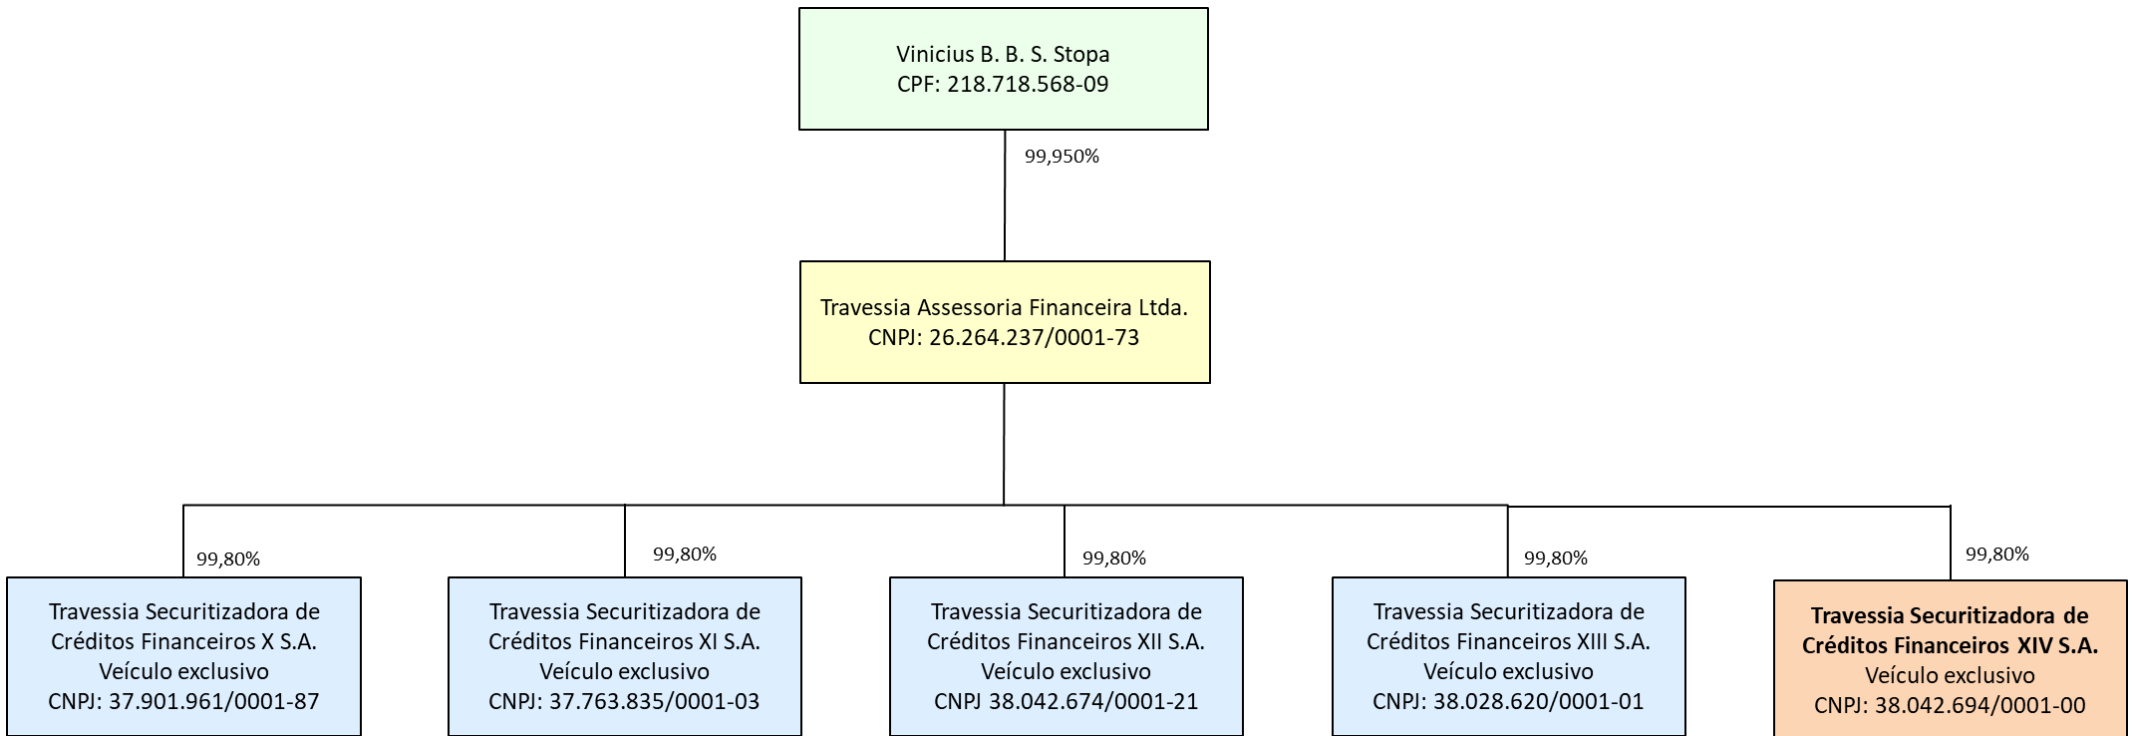 Vinicius B. B. S. Stopa
CPF: 218.718.568-09
99,950%
Travessia Assessoria Financeira Ltda.
CNPJ: 26.264.237/0001-73
99,80%
99,80%
99,80%
99,80%
99,80%
Travessia Securitizadora de
Créditos Financeiros X S.A.
Veículo exclusivo
CNPJ: 37.901.961/0001-87
Travessia Securitizadora de
Créditos Financeiros XI S.A.
Veículo exclusivo
CNPJ: 37.763.835/0001-03
Travessia Securitizadora de
Créditos Financeiros XII S.A.
Veículo exclusivo
CNPJ 38.042.674/0001-21
Travessia Securitizadora de
Créditos Financeiros XIII S.A.
Veículo exclusivo
CNPJ: 38.028.620/0001-01
Travessia Securitizadora de
Créditos Financeiros XIV S.A.
Veículo exclusivo
CNPJ: 38.042.694/0001-00